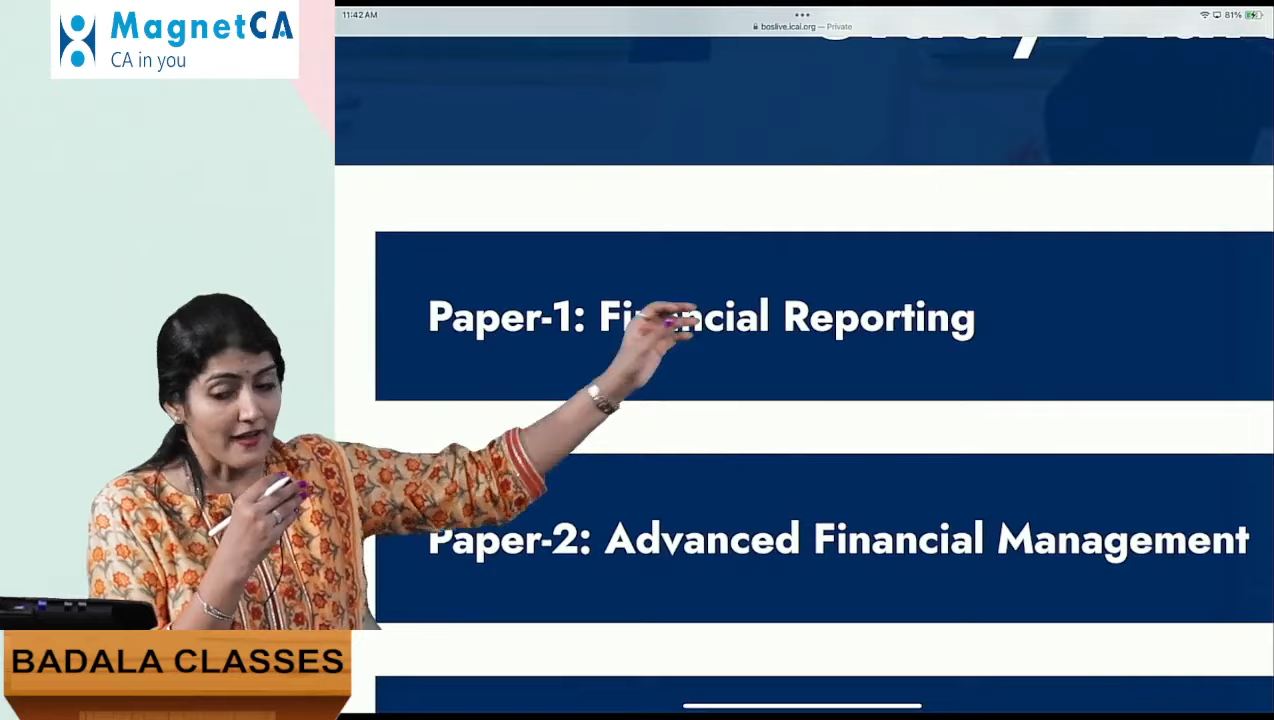 MagnetCA
CA in you
11:42 AM
boslive.icai.org — Private
81%
Paper-1: Financial Reporting
Paper-2: Advanced Financial Management
BADALA CLASSES